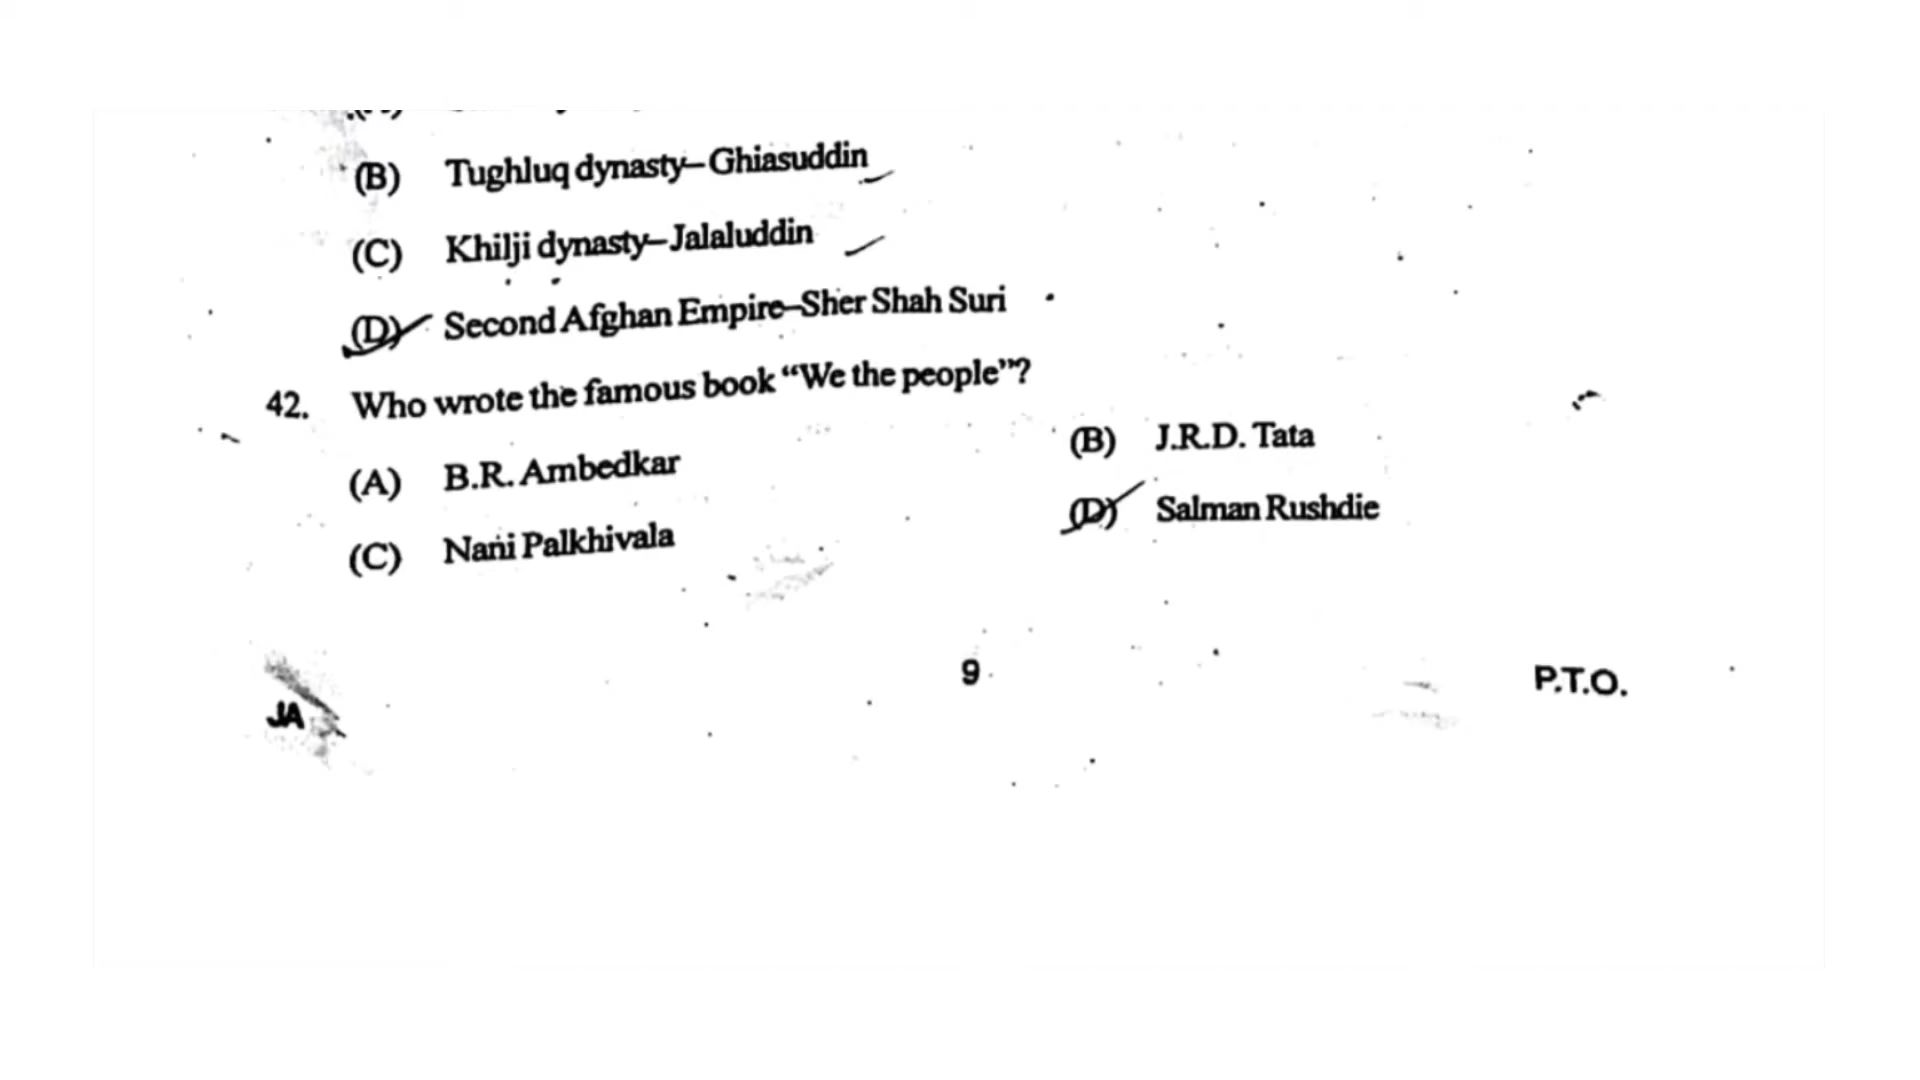 (B) Tughluq dynasty–Ghiasuddin
(C) Khilji dynasty–Jalaluddin
(D) Second Afghan Empire–Sher Shah Suri
42. Who wrote the famous book “We the people”?
(A) B.R. Ambedkar (B) J.R.D. Tata
(C) Nani Palkhivala (D) Salman Rushdie
JA 9 P.T.O.